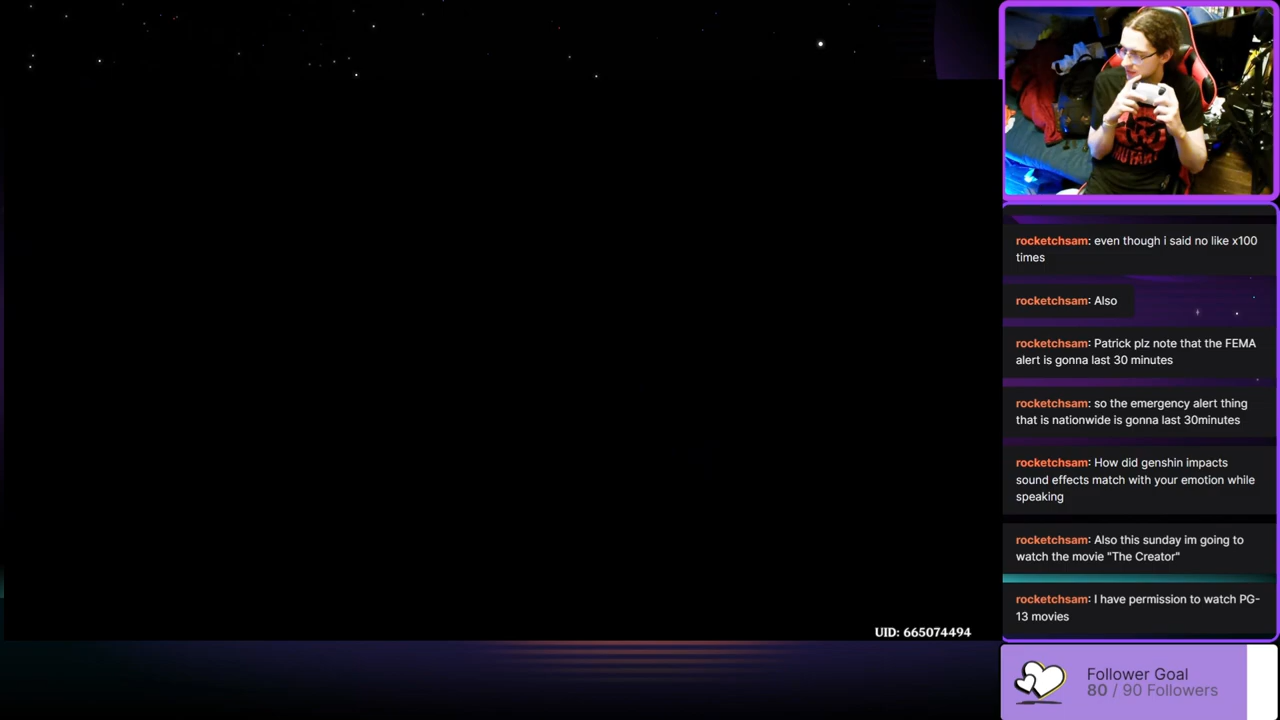 rocketchsam: even though i said no like x100
times
rocketchsam: Also
rocketchsam: Patrick plz note that the FEMA
alert is gonna last 30 minutes
rocketchsam: so the emergency alert thing
that is nationwide is gonna last 30minutes
rocketchsam: How did genshin impacts
sound effects match with your emotion while
speaking
rocketchsam: Also this sunday im going to
watch the movie "The Creator"
rocketchsam: I have permission to watch PG-
13 movies
UID: 665074494
Follower Goal
80 / 90 Followers
MUTANT